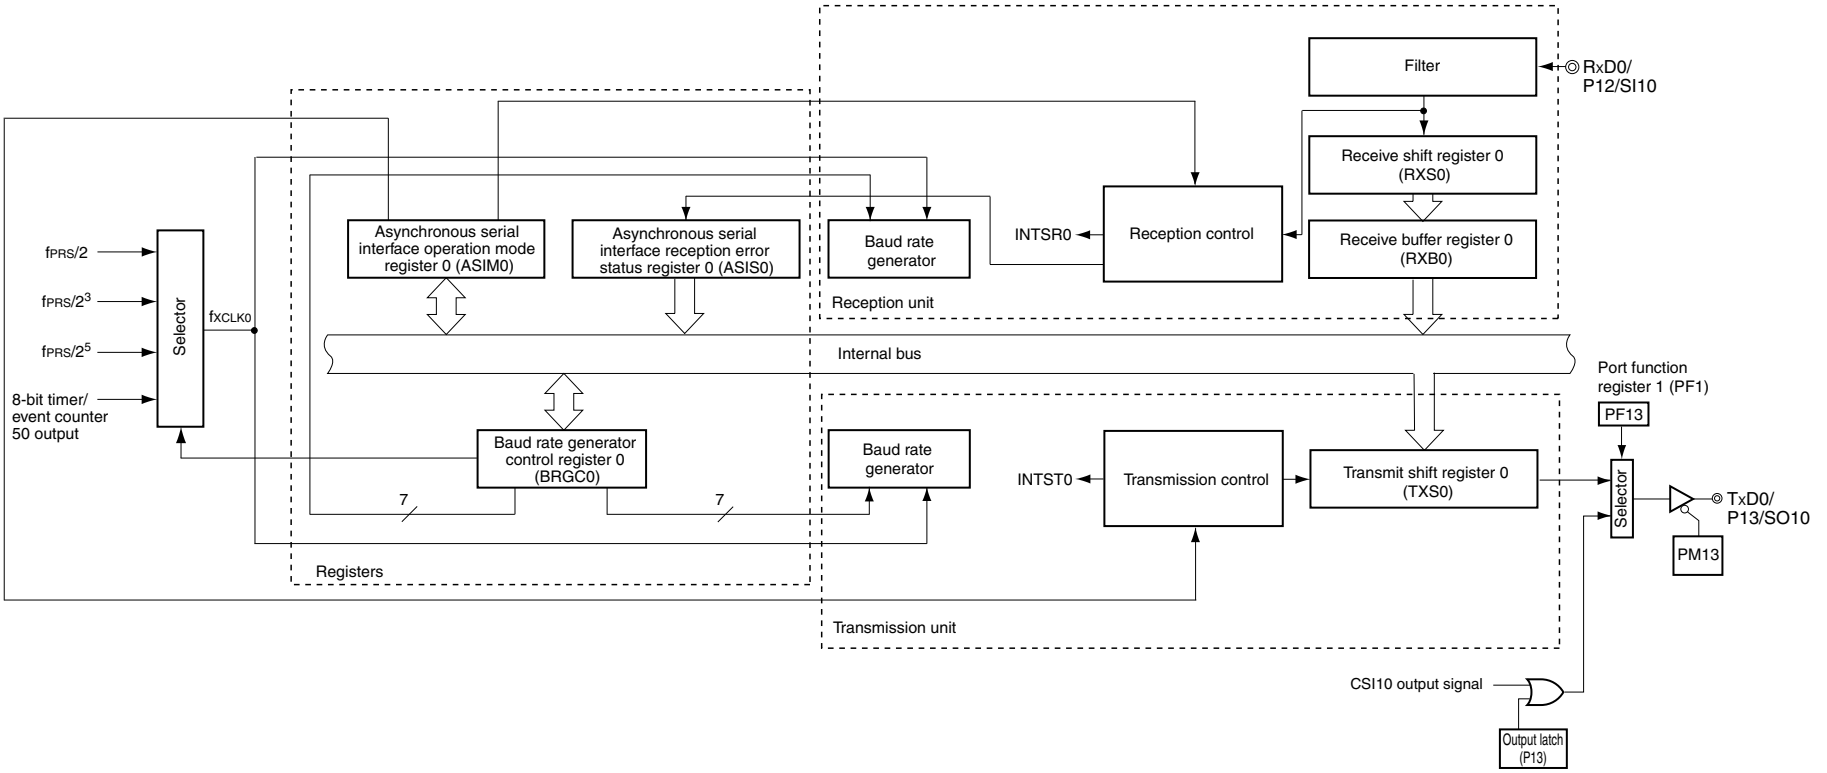 Filter
RxD0/
P12/SI10
Receive shift register 0
(RXS0)
Asynchronous serial
interface operation mode
register 0 (ASIM0)
Asynchronous serial
interface reception error
status register 0 (ASIS0)
Baud rate
generator
INTSR0
Reception control
Receive buffer register 0
(RXB0)
Reception unit
fPRS/2
fPRS/2³
fPRS/2⁵
8-bit timer/
event counter
50 output
Selector
fXCLK0
Internal bus
Port function
register 1 (PF1)
PF13
Baud rate generator
control register 0
(BRGC0)
7
7
Baud rate
generator
INTST0
Transmission control
Transmit shift register 0
(TXS0)
Selector
TxD0/
P13/SO10
PM13
Registers
Transmission unit
CSI10 output signal
Output latch
(P13)